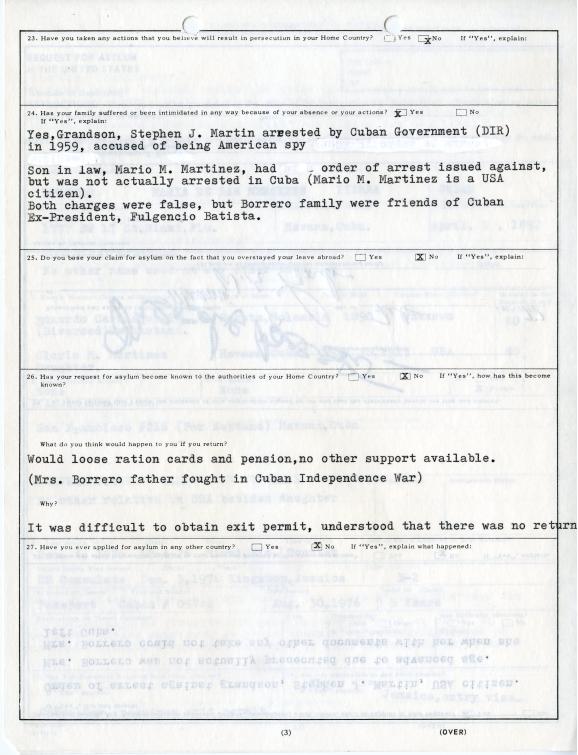 23. Have you taken any actions that you believe will result in persecution in your Home Country? Yes X No If "Yes", explain:
24. Has your family suffered or been intimidated in any way because of your absence or your actions? X Yes No
If "Yes", explain:
Yes,Grandson, Stephen J. Martin arrested by Cuban Government (DIR)
in 1959, accused of being American spy
Son in law, Mario M. Martinez, had order of arrest issued against,
but was not actually arrested in Cuba (Mario M. Martinez is a USA
citizen).
Both charges were false, but Borrero family were friends of Cuban
Ex-President, Fulgencio Batista.
25. Do you base your claim for asylum on the fact that you overstayed your leave abroad? Yes X No If "Yes", explain:
26. Has your request for asylum become known to the authorities of your Home Country? Yes X No If "Yes", how has this become
known?
What do you think would happen to you if you return?
Would loose ration cards and pension,no other support available.
(Mrs. Borrero father fought in Cuban Independence War)
Why?
It was difficult to obtain exit permit, understood that there was no return
27. Have you ever applied for asylum in any other country? Yes X No If "Yes", explain what happened:
(3) (OVER)